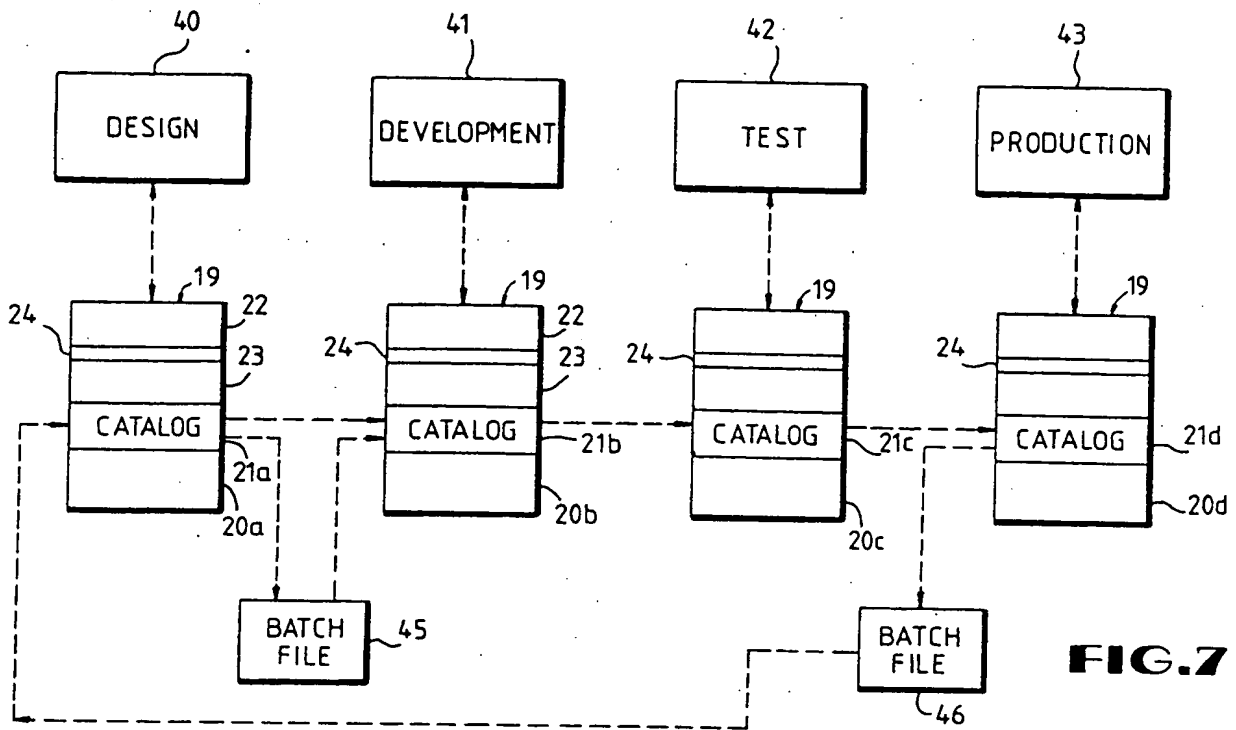 40
41
42
43
DESIGN
DEVELOPMENT
TEST
PRODUCTION
19
19
19
19
22
22
24
24
24
24
23
23
CATALOG
CATALOG
CATALOG
CATALOG
21a
21b
21c
21d
20a
20b
20c
20d
BATCH
FILE
45
BATCH
FILE
46
FIG.7